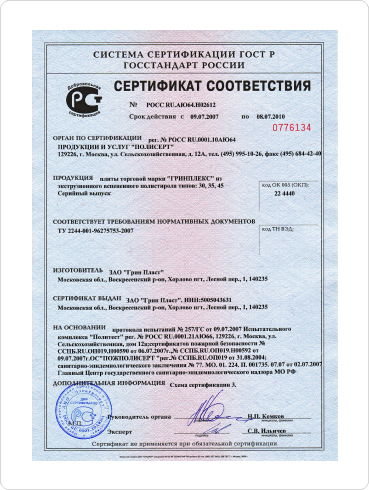 СИСТЕМА СЕРТИФИКАЦИИ ГОСТ Р
ГОССТАНДАРТ РОССИИ
Добровольная
СЕРТИФИКАТ СООТВЕТСТВИЯ
№ РОСС RU.АЮ64.Н02612
Срок действия с 09.07.2007 по 08.07.2010
0776134
ОРГАН ПО СЕРТИФИКАЦИИ рег. № РОСС RU.0001.10АЮ64
ПРОДУКЦИИ И УСЛУГ "ПОЛИСЕРТ"
129226, г. Москва, ул. Сельскохозяйственная, д. 12А, тел. (495) 995-10-26, факс (495) 684-42-40
ПРОДУКЦИЯ плиты торговой марки "ГРИНПЛЕКС" из
экструзионного вспененного полистирола типов: 30, 35, 45
Серийный выпуск
код ОК 005 (ОКП):
22 4440
СООТВЕТСТВУЕТ ТРЕБОВАНИЯМ НОРМАТИВНЫХ ДОКУМЕНТОВ
ТУ 2244-001-96275753-2007
код ТН ВЭД:
ИЗГОТОВИТЕЛЬ ЗАО "Грин Пласт"
Московская обл., Воскресенский р-он, Хорлово пгт, Лесной пер., 1, 140235
СЕРТИФИКАТ ВЫДАН ЗАО "Грин Пласт". ИНН:5005043631
Московская обл., Воскресенский р-он, Хорлово пгт, Лесной пер., 1, 140235
НА ОСНОВАНИИ протокола испытаний № 257/ГС от 09.07.2007 Испытательного
комплекса "Политест" рег.№ РОСС RU.0001.21АЮ66, 129226, г. Москва, ул.
Сельскохозяйственная, дом 12а;сертификатов пожарной безопасности №
ССПБ.RU.ОП019.Н00590 от 06.07.2007г.,№ ССПБ.RU.ОП019.Н00592 от
09.07.2007г.ОС"ПОЖПОЛИТЕСТ "рег.№ ССПБ.RU.ОП019 от 31.08.2004;
санитарно-эпидемиологического заключения № 77. МО. 01. 224. П. 001735. 07.07 от 02.07.2007
Главный Центр государственного санитарно-эпидемического надзора МО РФ
ДОПОЛНИТЕЛЬНАЯ ИНФОРМАЦИЯ Схема сертификации 3.
Руководитель органа Н.П. Комков
М.П.
Эксперт С.В. Ильичев
Сертификат не применяется при обязательной сертификации